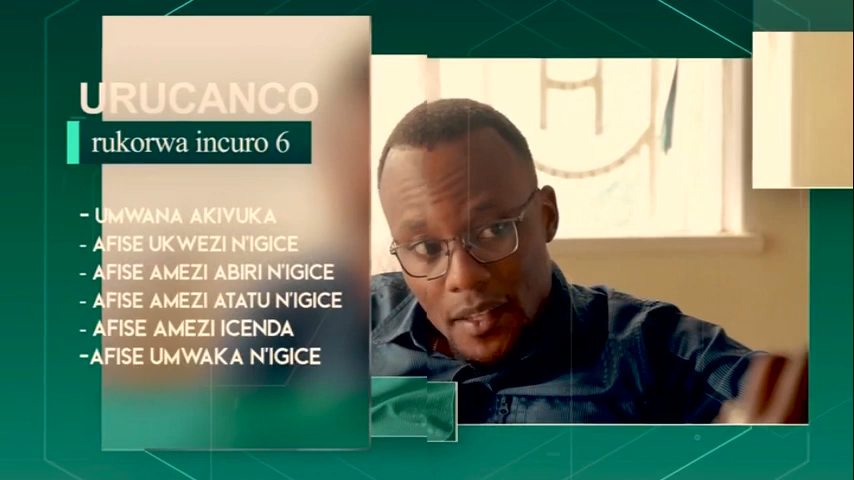 URUCANCO
rukorwa incuro 6
- UMWANA AKIVUKA
- AFISE UKWEZI N'IGICE
- AFISE AMEZI ABIRI N'IGICE
- AFISE AMEZI ATATU N'IGICE
- AFISE AMEZI ICENDA
-AFISE UMWAKA N'IGICE